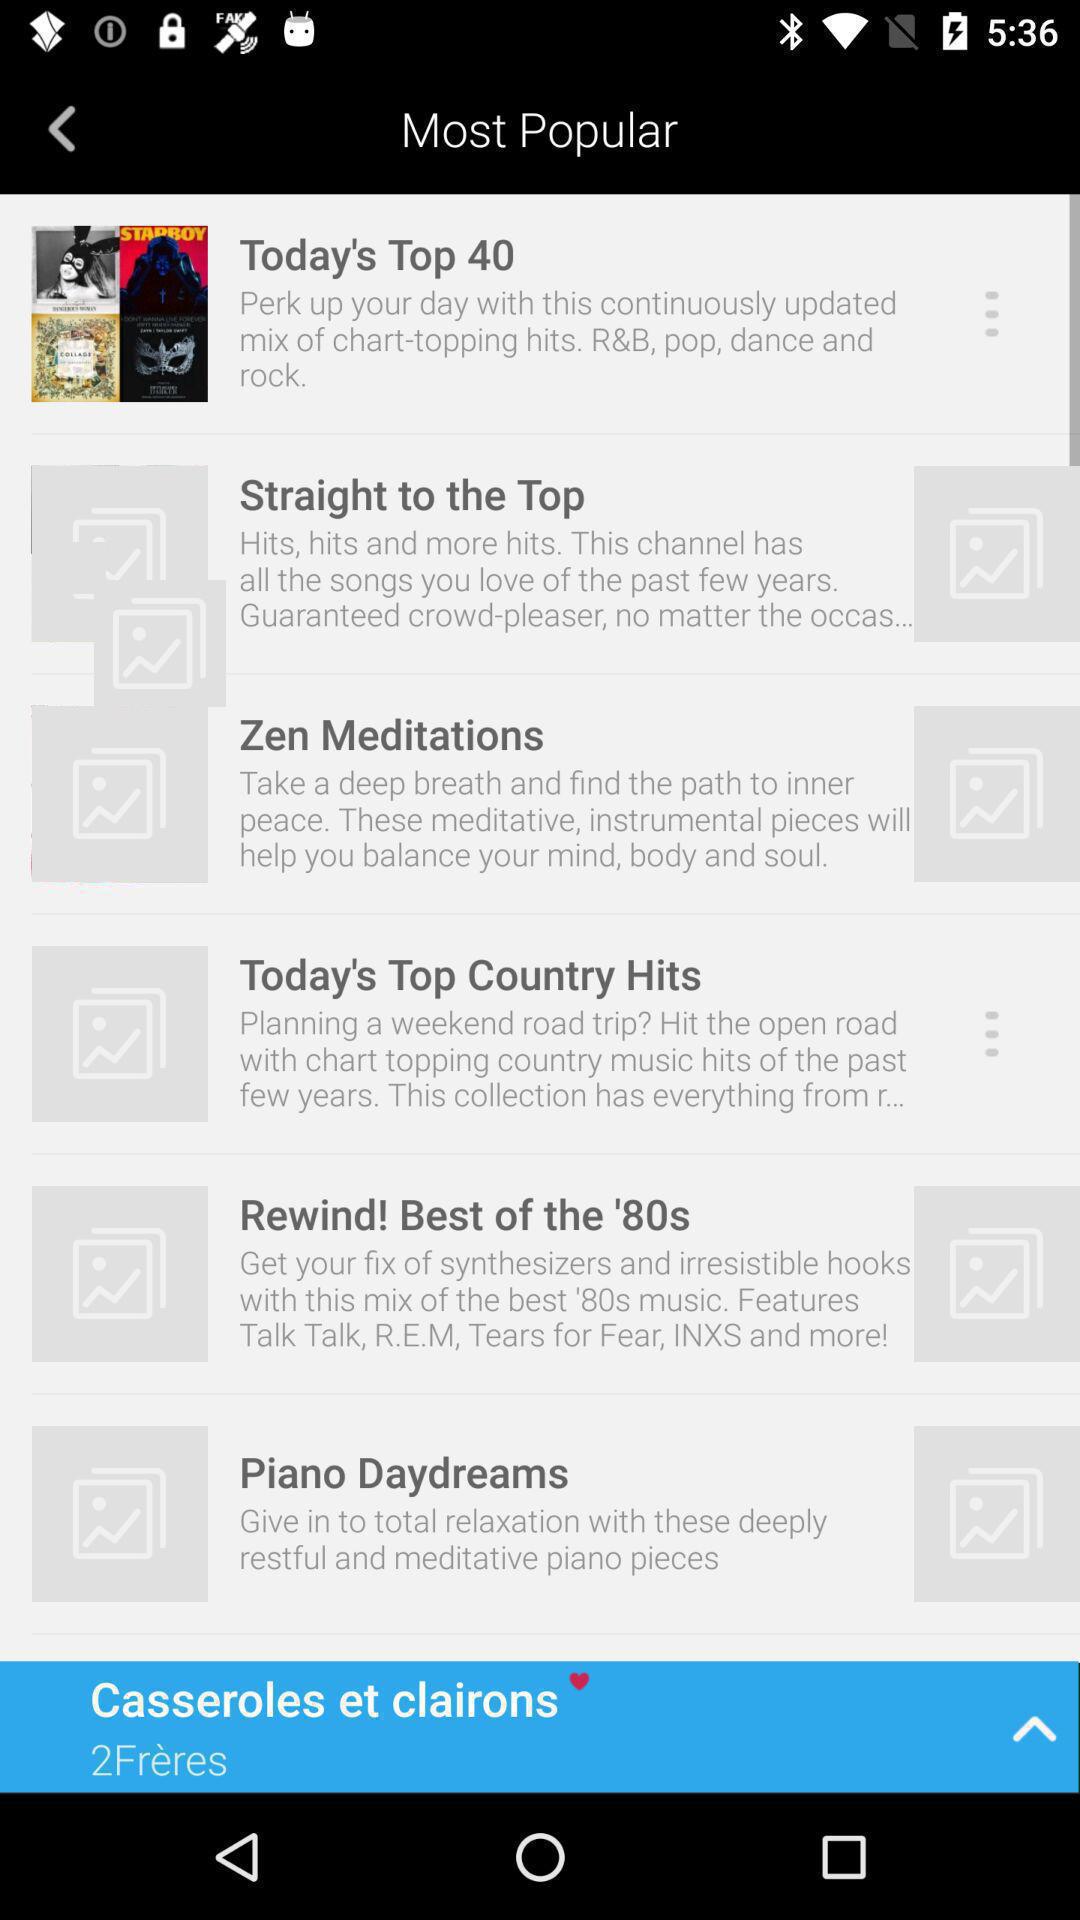 FAKE
5:36
Most Popular
STARBOY
DANGEROUS WOMAN
COLLAGE
Today's Top 40
Perk up your day with this continuously updated
mix of chart-topping hits. R&B, pop, dance and
rock.
Straight to the Top
Hits, hits and more hits. This channel has
all the songs you love of the past few years.
Guaranteed crowd-pleaser, no matter the occas...
Zen Meditations
Take a deep breath and find the path to inner
peace. These meditative, instrumental pieces will
help you balance your mind, body and soul.
Today's Top Country Hits
Planning a weekend road trip? Hit the open road
with chart topping country music hits of the past
few years. This collection has everything from r...
Rewind! Best of the '80s
Get your fix of synthesizers and irresistible hooks
with this mix of the best '80s music. Features
Talk Talk, R.E.M, Tears for Fear, INXS and more!
Piano Daydreams
Give in to total relaxation with these deeply
restful and meditative piano pieces
Casseroles et clairons
2Frères